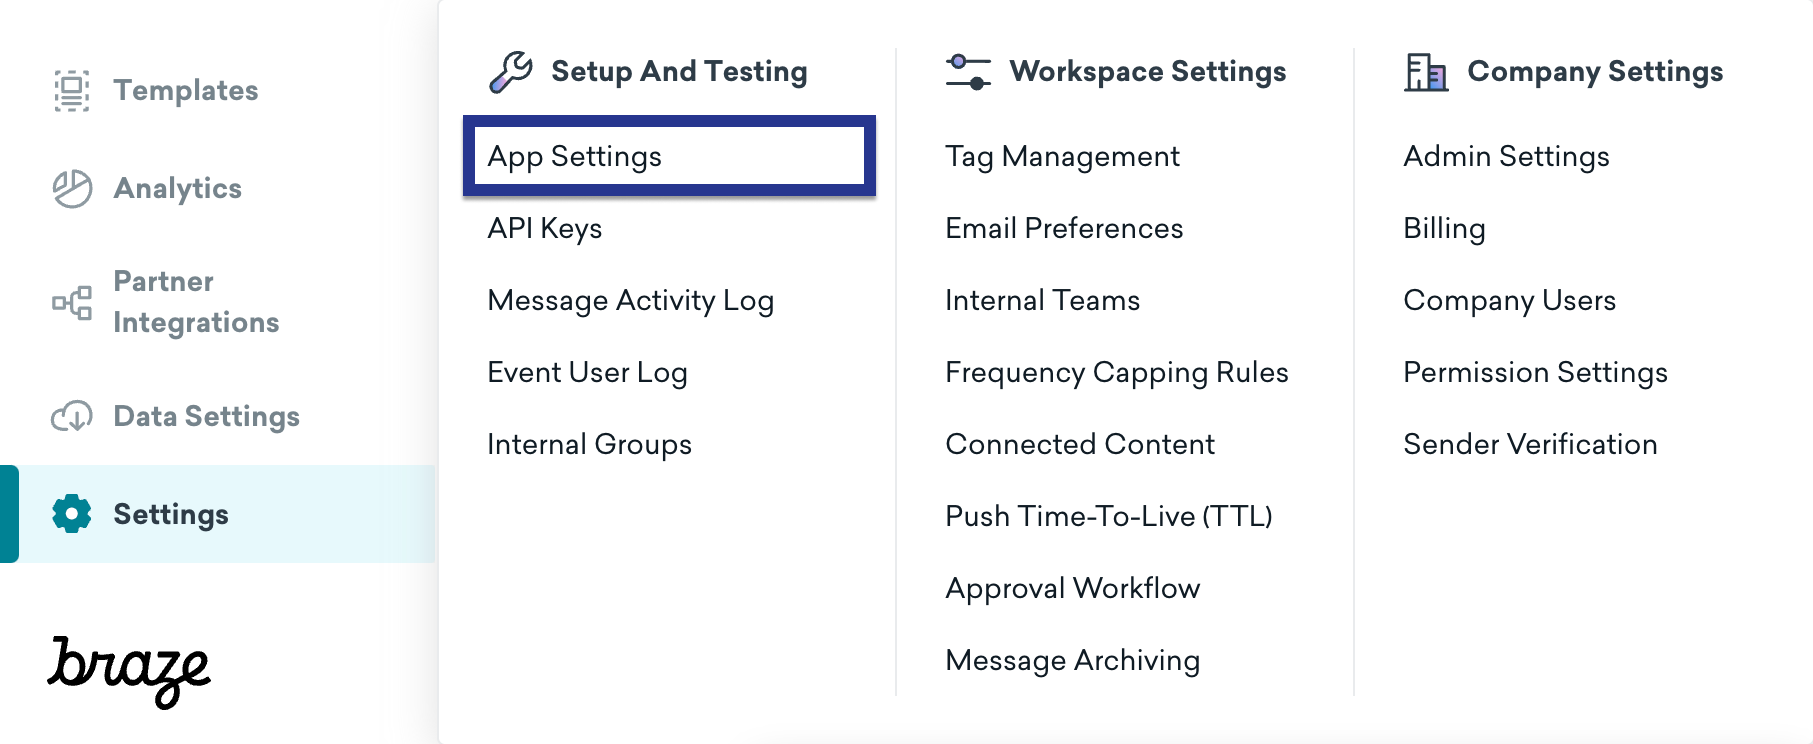 Templates
Analytics
Partner
Integrations
Data Settings
Settings
braze
Setup And Testing
App Settings
API Keys
Message Activity Log
Event User Log
Internal Groups
Workspace Settings
Tag Management
Email Preferences
Internal Teams
Frequency Capping Rules
Connected Content
Push Time-To-Live (TTL)
Approval Workflow
Message Archiving
Company Settings
Admin Settings
Billing
Company Users
Permission Settings
Sender Verification